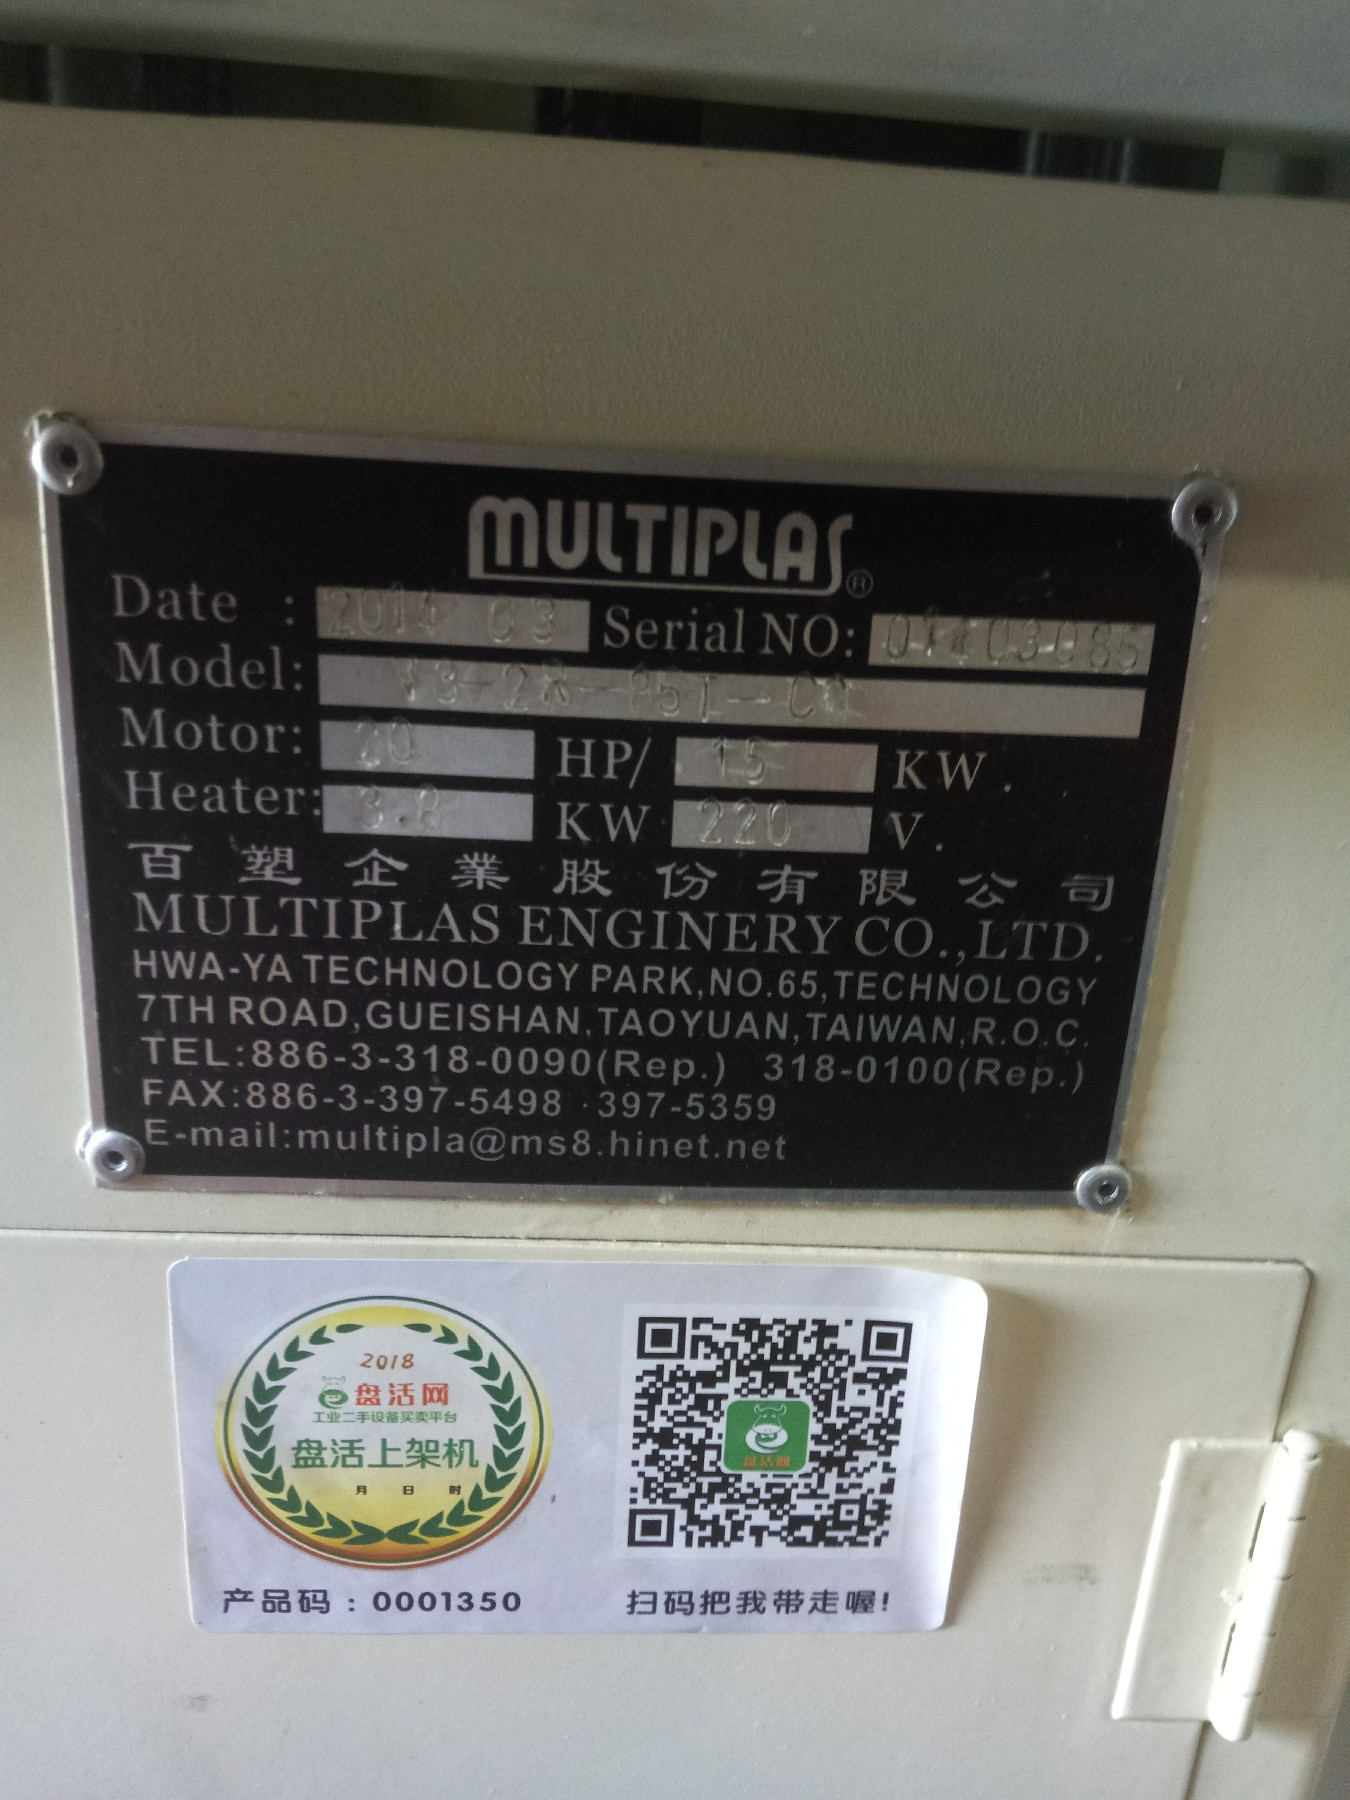 MULTIPLAS®
Date : 2014 03 Serial NO: 01403085
Model: V3-2R-85T-
Motor: 20 HP/ 15 KW.
Heater: 3.8 KW 220 V.
百塑企業股份有限公司
MULTIPLAS ENGINERY CO.,LTD.
HWA-YA TECHNOLOGY PARK,NO.65,TECHNOLOGY
7TH ROAD,GUEISHAN,TAOYUAN,TAIWAN,R.O.C.
TEL:886-3-318-0090(Rep.) 318-0100(Rep.)
FAX:886-3-397-5498 ·397-5359
E-mail:multipla@ms8.hinet.net
2018
盘活网
工业二手设备买卖平台
盘活上架机
月 日 时
盘活网
产品码：0001350
扫码把我带走喔!